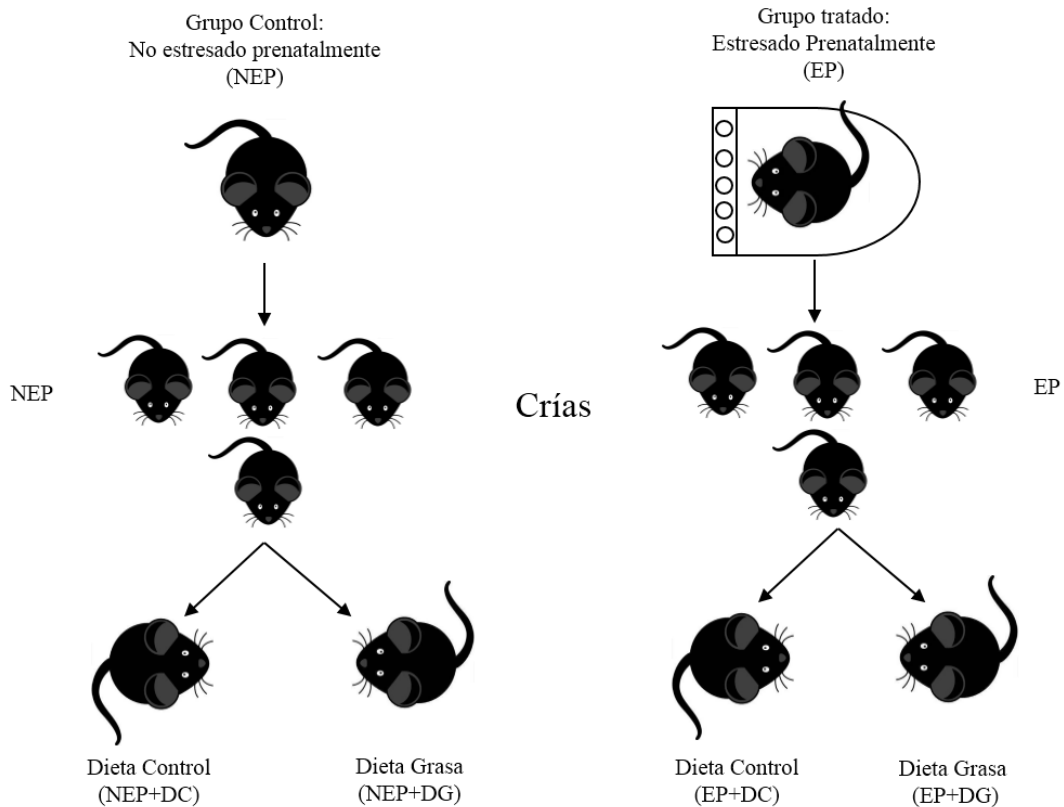 Grupo Control:
No estresado prenatalmente
(NEP)
Grupo tratado:
Estresado Prenatalmente
(EP)
NEP
Crías
EP
Dieta Control
(NEP+DC)
Dieta Grasa
(NEP+DG)
Dieta Control
(EP+DC)
Dieta Grasa
(EP+DG)